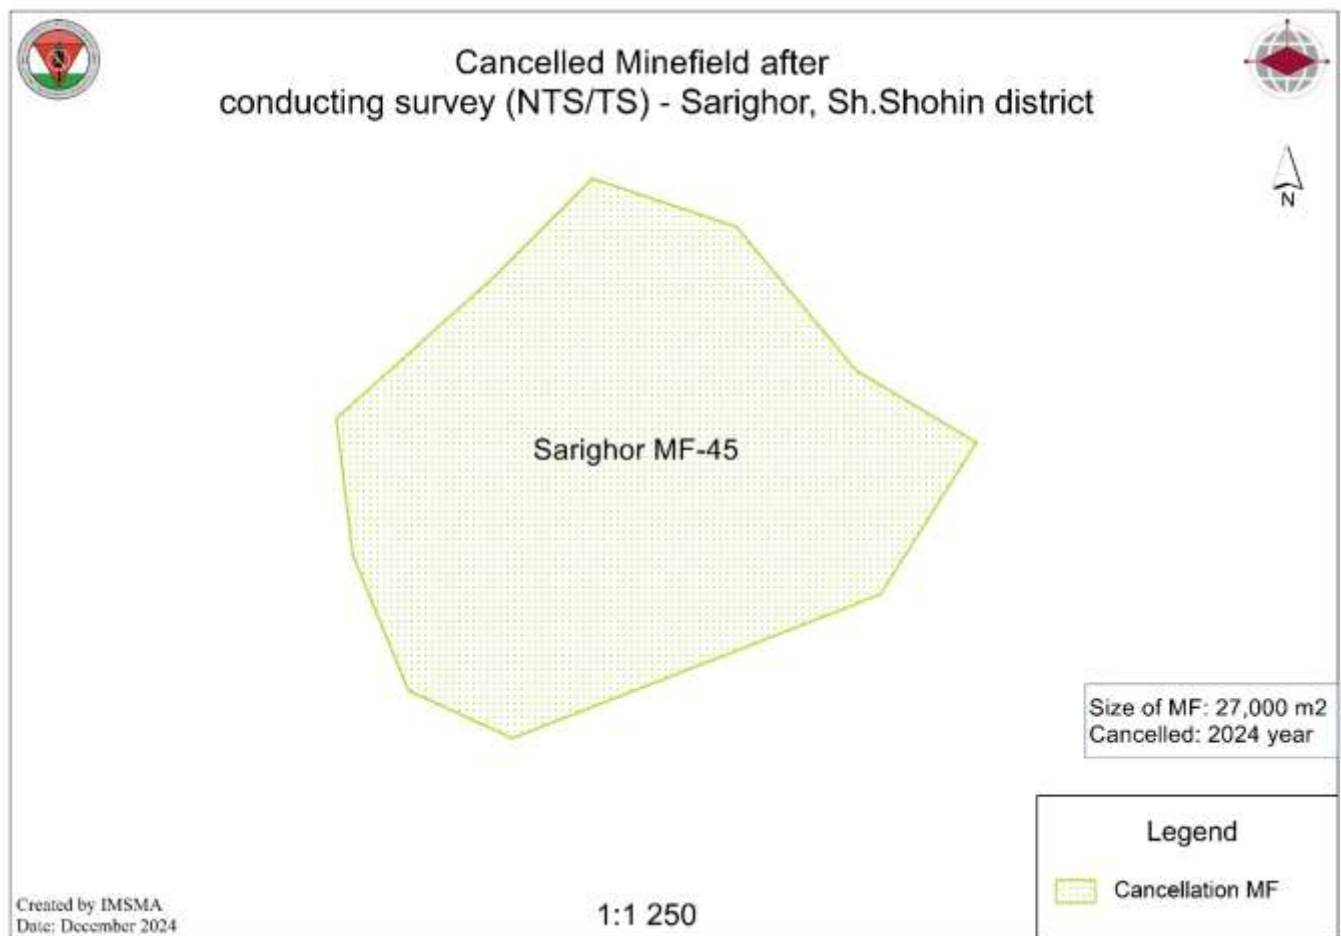 Cancelled Minefield after
conducting survey (NTS/TS) - Sarighor, Sh.Shohin district
N
Sarighor MF-45
Size of MF: 27,000 m2
Cancelled: 2024 year
Legend
Cancellation MF
Created by IMSMA
Date: December 2024
1:1 250